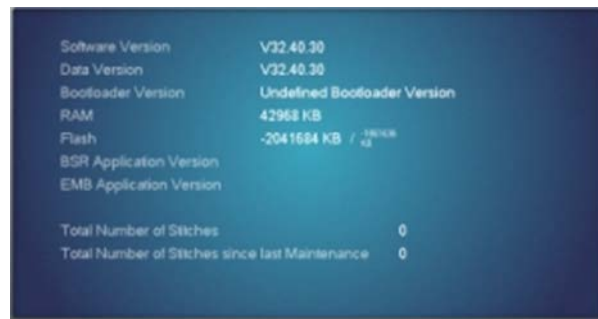 Software Version V32.40.30
Data Version V32.40.30
Bootloader Version Undefined Bootloader Version
RAM 42968 KB
Flash -2041684 KB /
BSR Application Version
EMB Application Version
Total Number of Stitches 0
Total Number of Stitches since last Maintenance 0